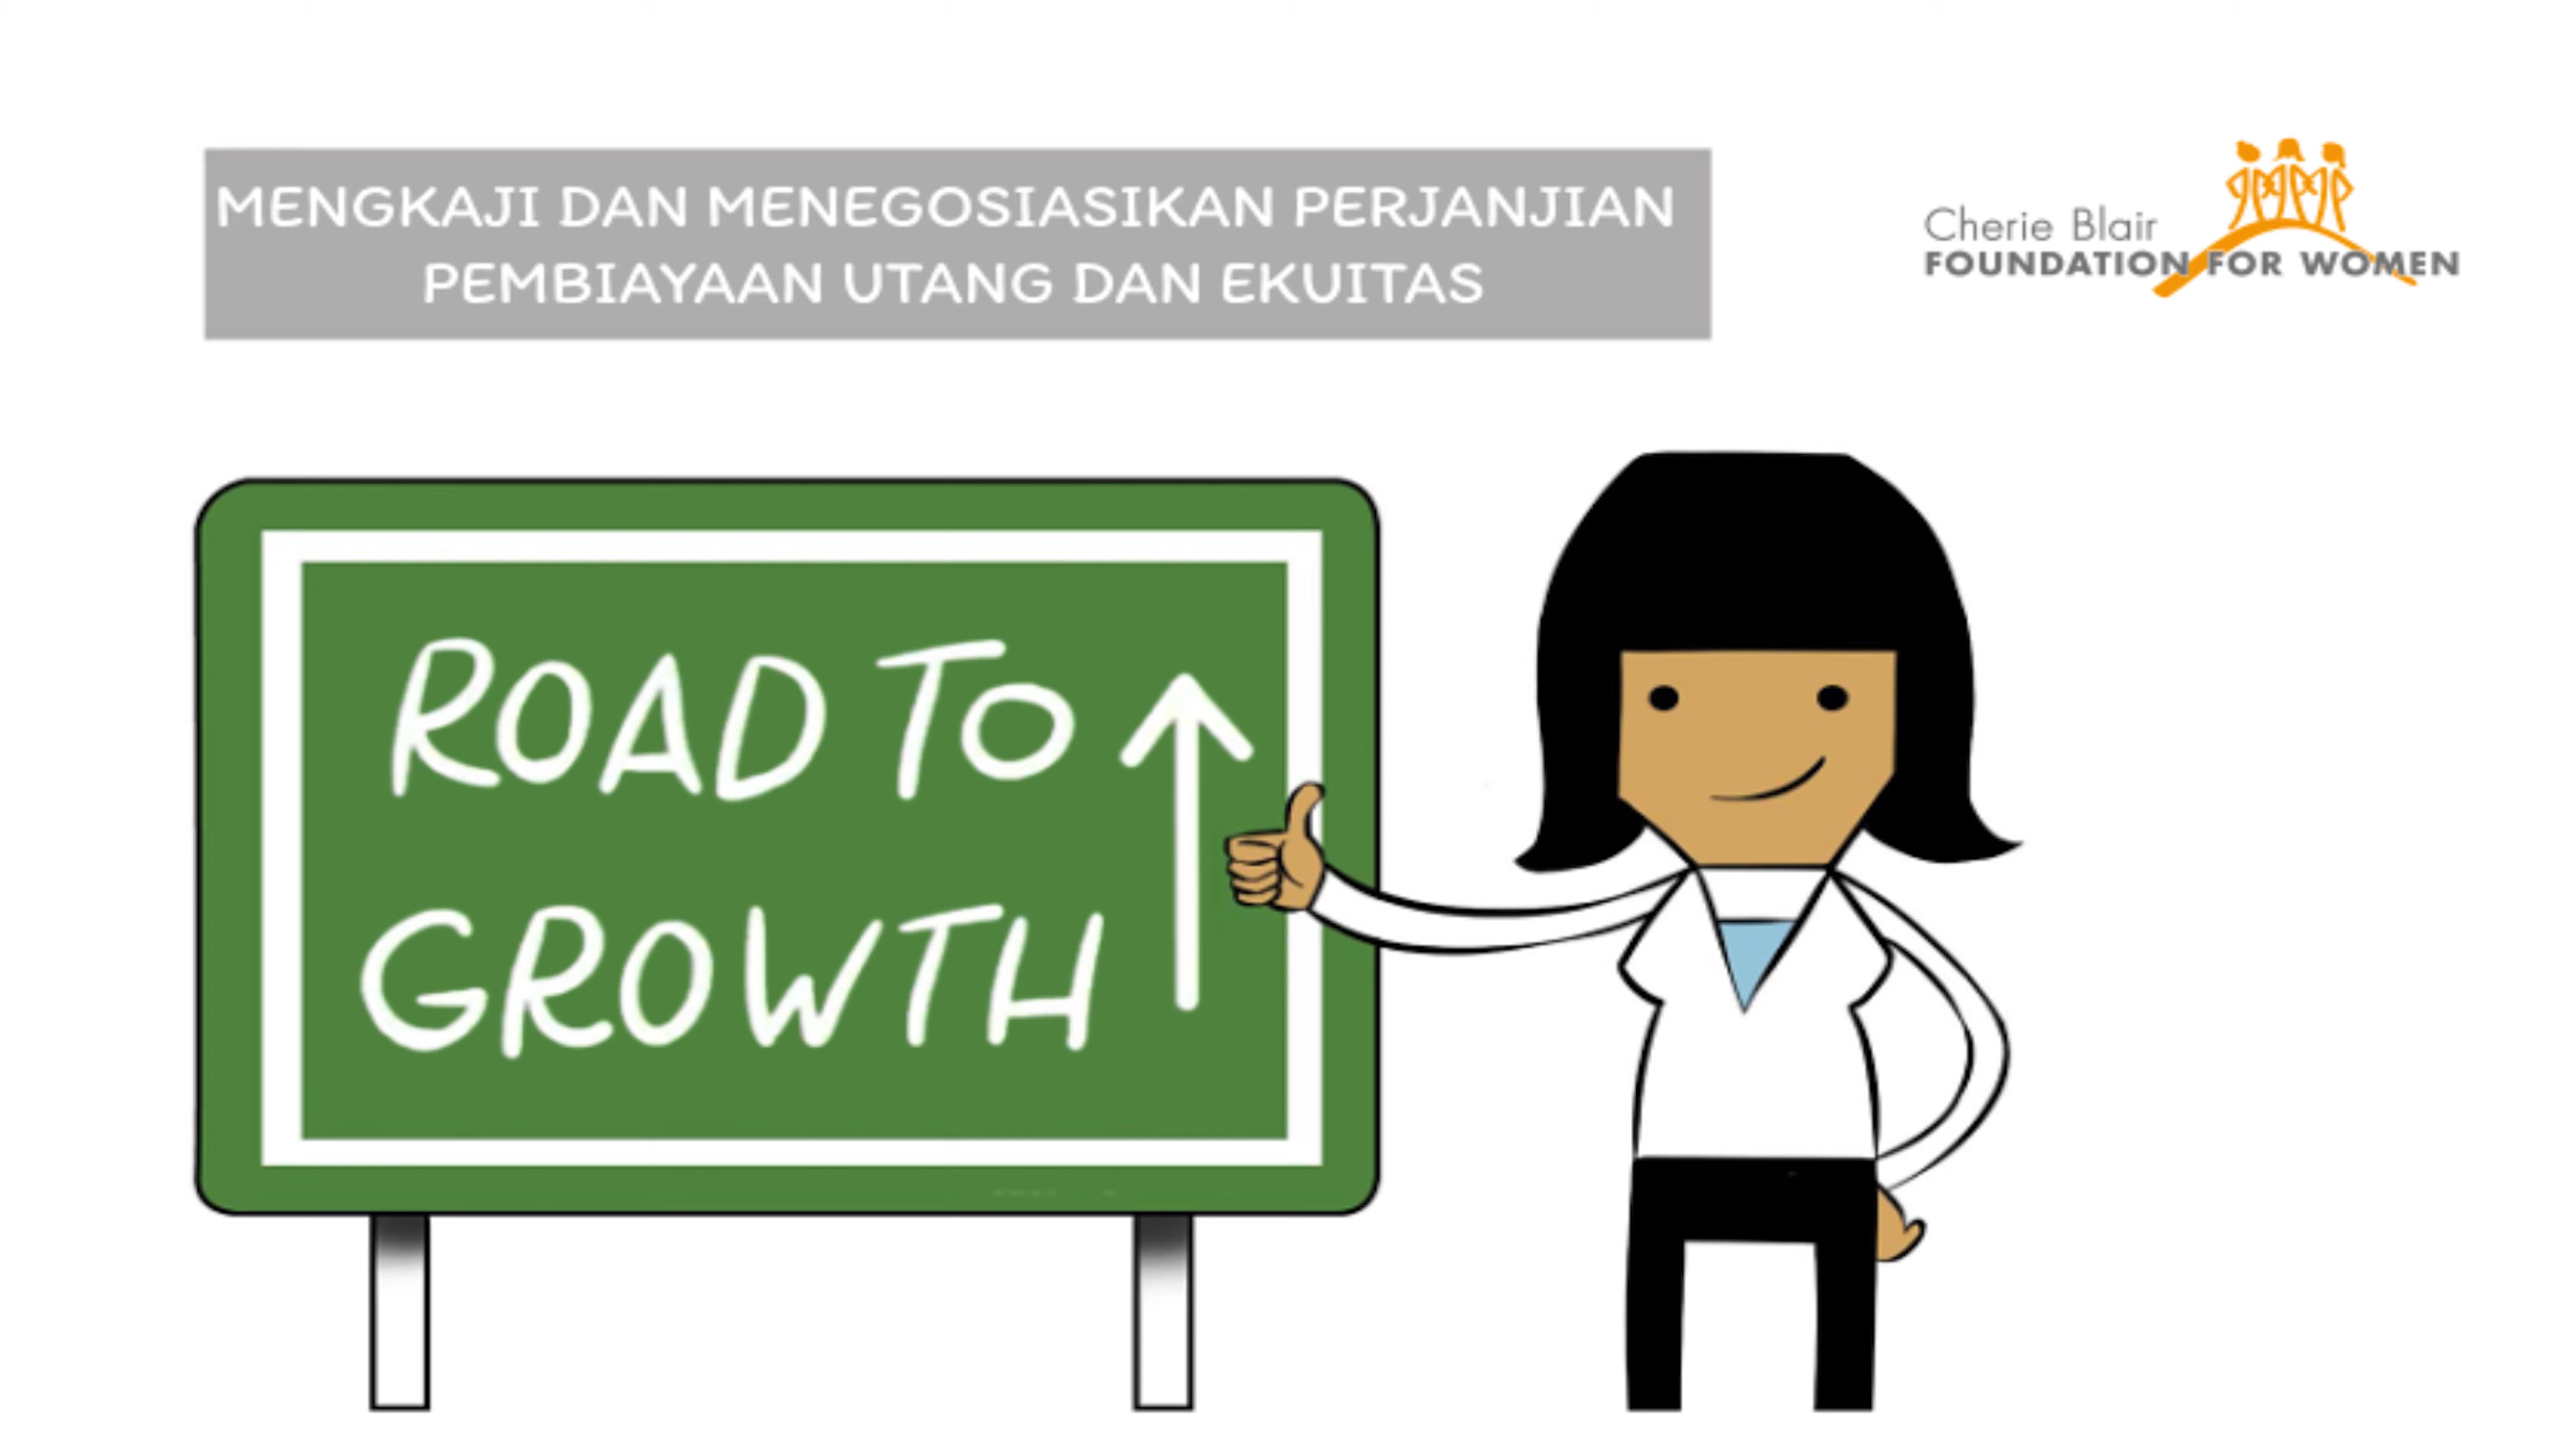 MENGKAJI DAN MENEGOSIASIKAN PERJANJIAN
PEMBIAYAAN UTANG DAN EKUITAS
Cherie Blair
FOUNDATION FOR WOMEN
ROAD TO
GROWTH